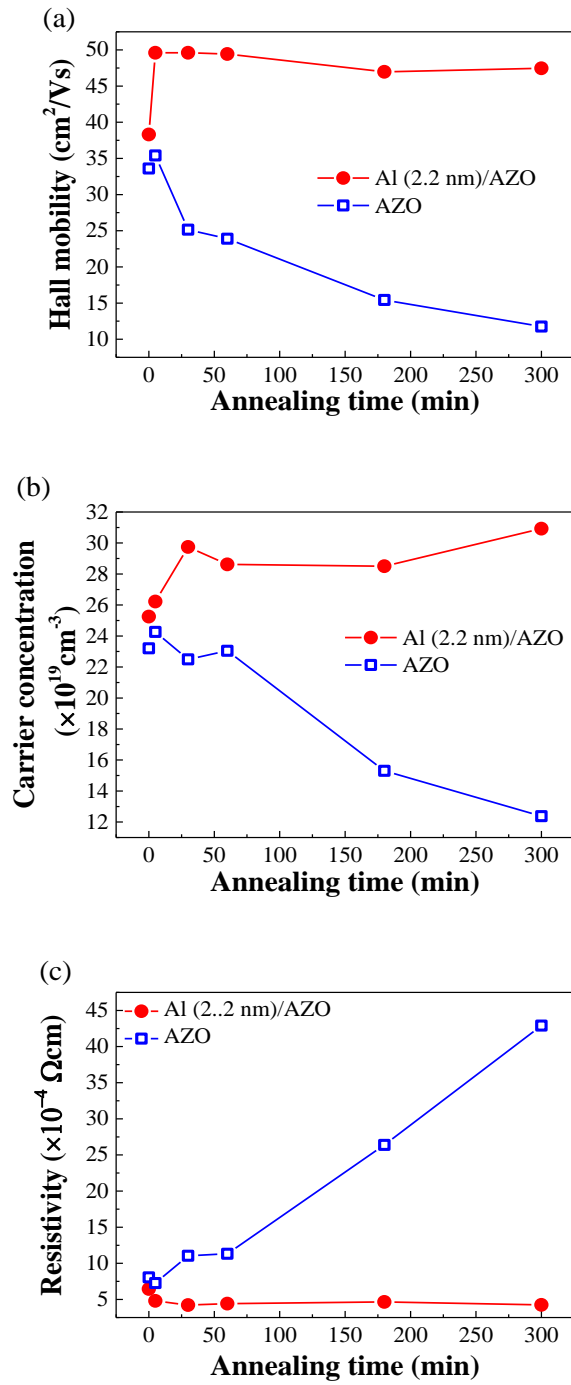 (a)
Hall mobility (cm²/Vs)
50
45
40
35
30
25
20
15
10
Al (2.2 nm)/AZO
AZO
0 50 100 150 200 250 300
Annealing time (min)
(b)
Carrier concentration
(×10¹⁹cm⁻³)
32
30
28
26
24
22
20
18
16
14
12
Al (2.2 nm)/AZO
AZO
0 50 100 150 200 250 300
Annealing time (min)
(c)
Resistivity (×10⁻⁴ Ωcm)
45
40
35
30
25
20
15
10
5
Al (2..2 nm)/AZO
AZO
0 50 100 150 200 250 300
Annealing time (min)